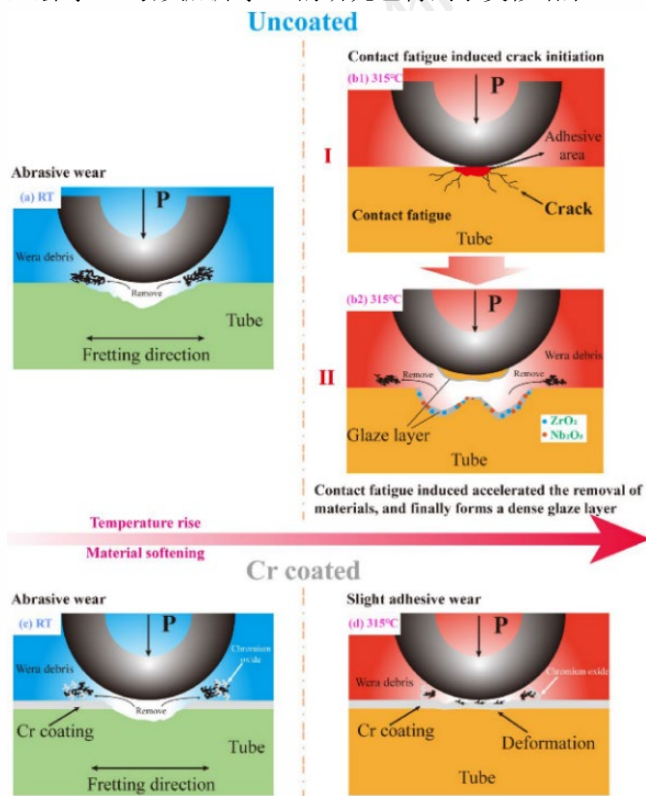 Uncoated
Contact fatigue induced crack initiation
(b1) 315°C
P
I
Adhesive
area
Abrasive wear
(a) RT
P
Crack
Contact fatigue
Tube
Wera debris
Remove
(b2) 315°C
P
Tube
Wera debris
Fretting direction
II
Remove
Remove
Glaze layer
ZrO₂
Nb₂O₅
Tube
Contact fatigue induced accelerated the removal of
materials, and finally forms a dense glaze layer
Temperature rise
Material softening
Cr coated
Abrasive wear
Slight adhesive wear
(c) RT
P
Chromium
oxide
(d) 315°C
P
Wera debris
Wera debris
Chromium oxide
Remove
Cr coating
Tube
Cr coating
Deformation
Fretting direction
Tube